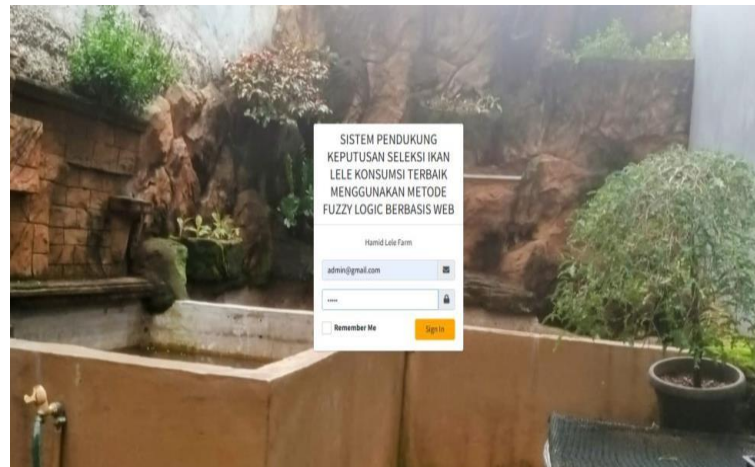 SISTEM PENDUKUNG
KEPUTUSAN SELEKSI IKAN
LELE KONSUMSI TERBAIK
MENGGUNAKAN METODE
FUZZY LOGIC BERBASIS WEB
Hamid Lele Farm
admin@gmail.com
.....
Remember Me
Sign In